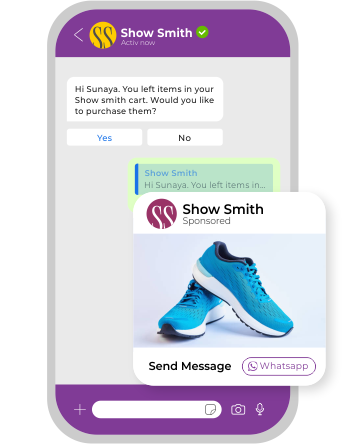 Show Smith
Activ now
Hi Sunaya. You left items in your
Show smith cart. Would you like
to purchase them?
Yes No
Show Smith
Hi Sunaya. You left items in...
SS Show Smith
Sponsored
Send Message Whatsapp